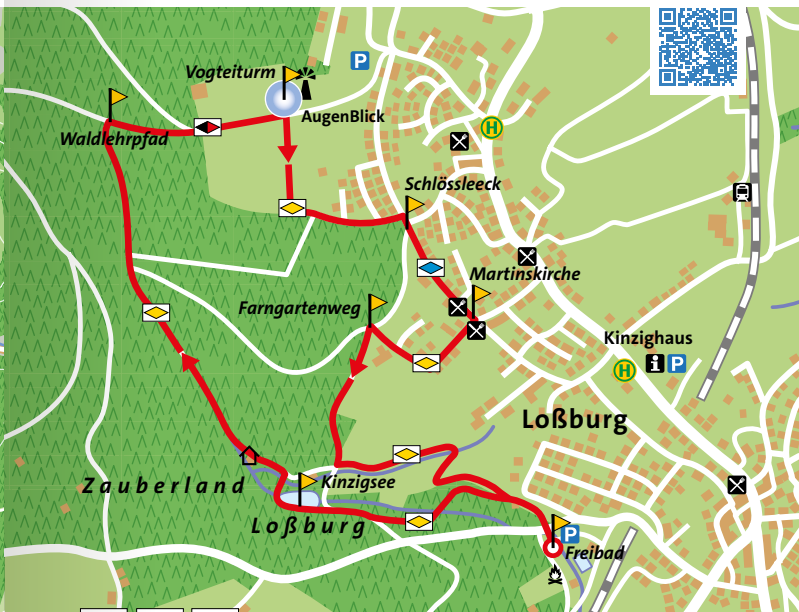 P
Vogteiturm
AugenBlick
Waldlehrpfad
H
Schlössleeck
Martinskirche
Farngartenweg
Kinzighaus
H i P
Loßburg
Zauberland
Kinzigsee
Loßburg
P
Freibad